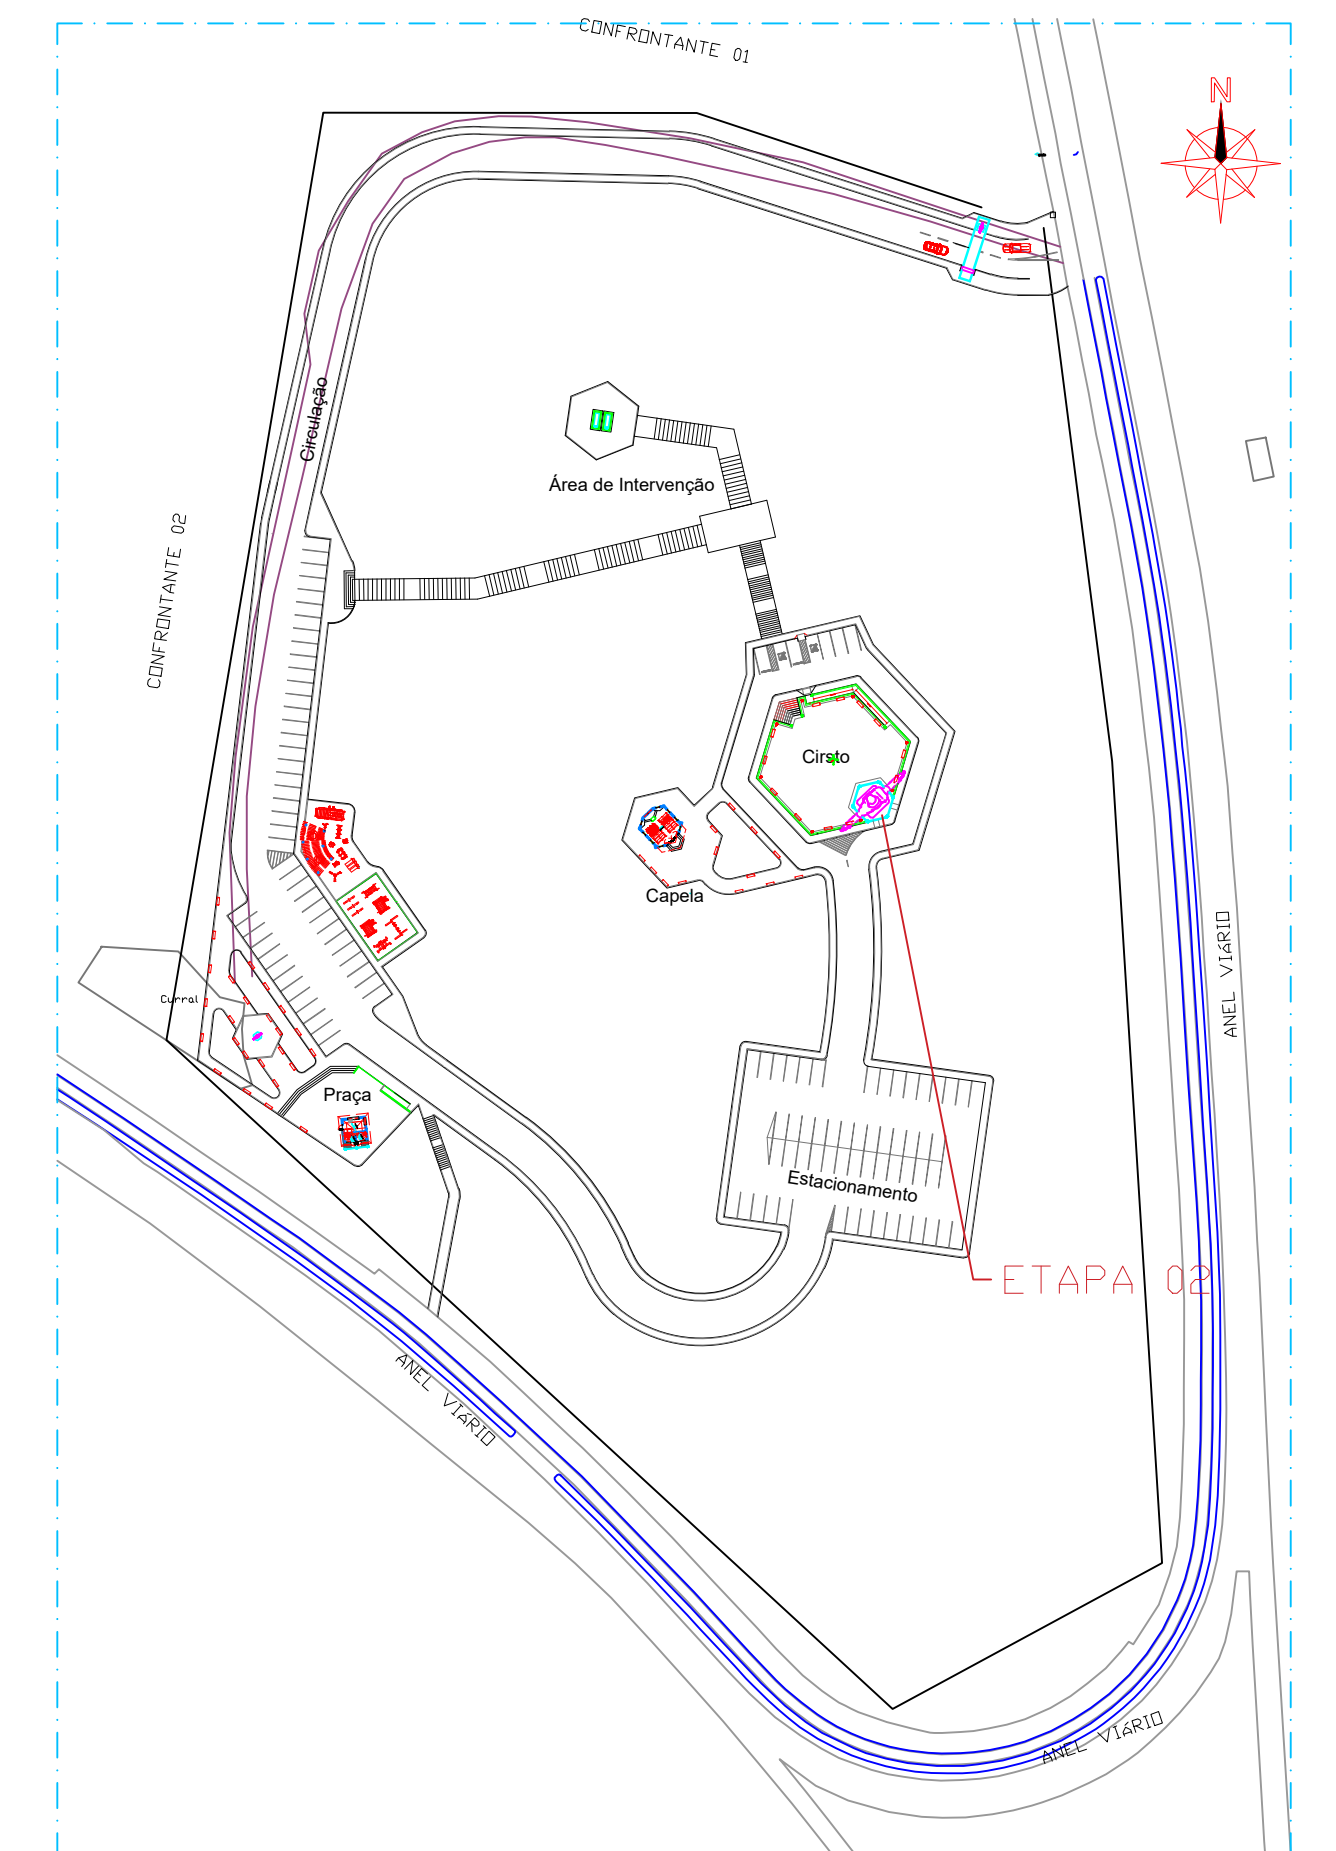 CONFRONTANTE 01
N
Circulação
Área de Intervenção
CONFRONTANTE 02
Cirsto
Capela
ANEL VIáRIO
Curral
Praça
Estacionamento
ETAPA 02
ANEL VIáRIO
ANEL VIáRIO